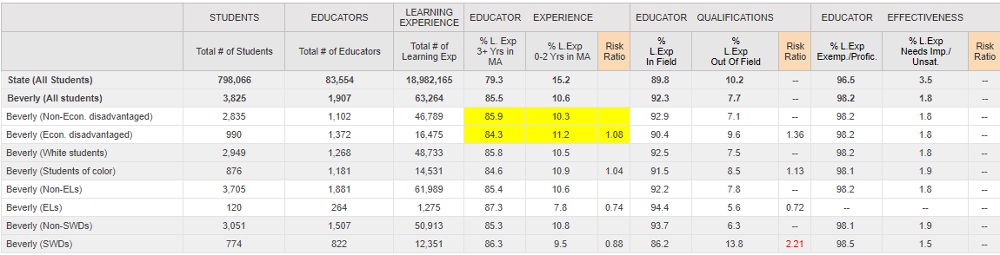 STUDENTS EDUCATORS LEARNING EXPERIENCE EDUCATOR EXPERIENCE EDUCATOR QUALIFICATIONS EDUCATOR EFFECTIVENESS
Total # of Students Total # of Educators Total # of Learning Exp % L. Exp 3+ Yrs in MA % L.Exp 0-2 Yrs in MA Risk Ratio % L.Exp In Field % L.Exp Out Of Field Risk Ratio % L.Exp Exemp./Profic. % L.Exp Needs Imp./ Unsat. Risk Ratio
State (All Students) 798,066 83,554 18,982,165 79.3 15.2 89.8 10.2 -- 96.5 3.5 --
Beverly (All students) 3,825 1,907 63,264 85.5 10.6 92.3 7.7 -- 98.2 1.8 --
Beverly (Non-Econ. disadvantaged) 2,835 1,102 46,789 85.9 10.3 92.9 7.1 -- 98.2 1.8 --
Beverly (Econ. disadvantaged) 990 1,372 16,475 84.3 11.2 1.08 90.4 9.6 1.36 98.2 1.8 --
Beverly (White students) 2,949 1,268 48,733 85.8 10.5 92.5 7.5 -- 98.2 1.8 --
Beverly (Students of color) 876 1,181 14,531 84.6 10.9 1.04 91.5 8.5 1.13 98.1 1.9 --
Beverly (Non-ELs) 3,705 1,881 61,989 85.4 10.6 92.2 7.8 -- 98.2 1.8 --
Beverly (ELs) 120 264 1,275 87.3 7.8 0.74 94.4 5.6 0.72 -- -- --
Beverly (Non-SWDs) 3,051 1,507 50,913 85.3 10.8 93.7 6.3 -- 98.1 1.9 --
Beverly (SWDs) 774 822 12,351 86.3 9.5 0.88 86.2 13.8 2.21 98.5 1.5 --